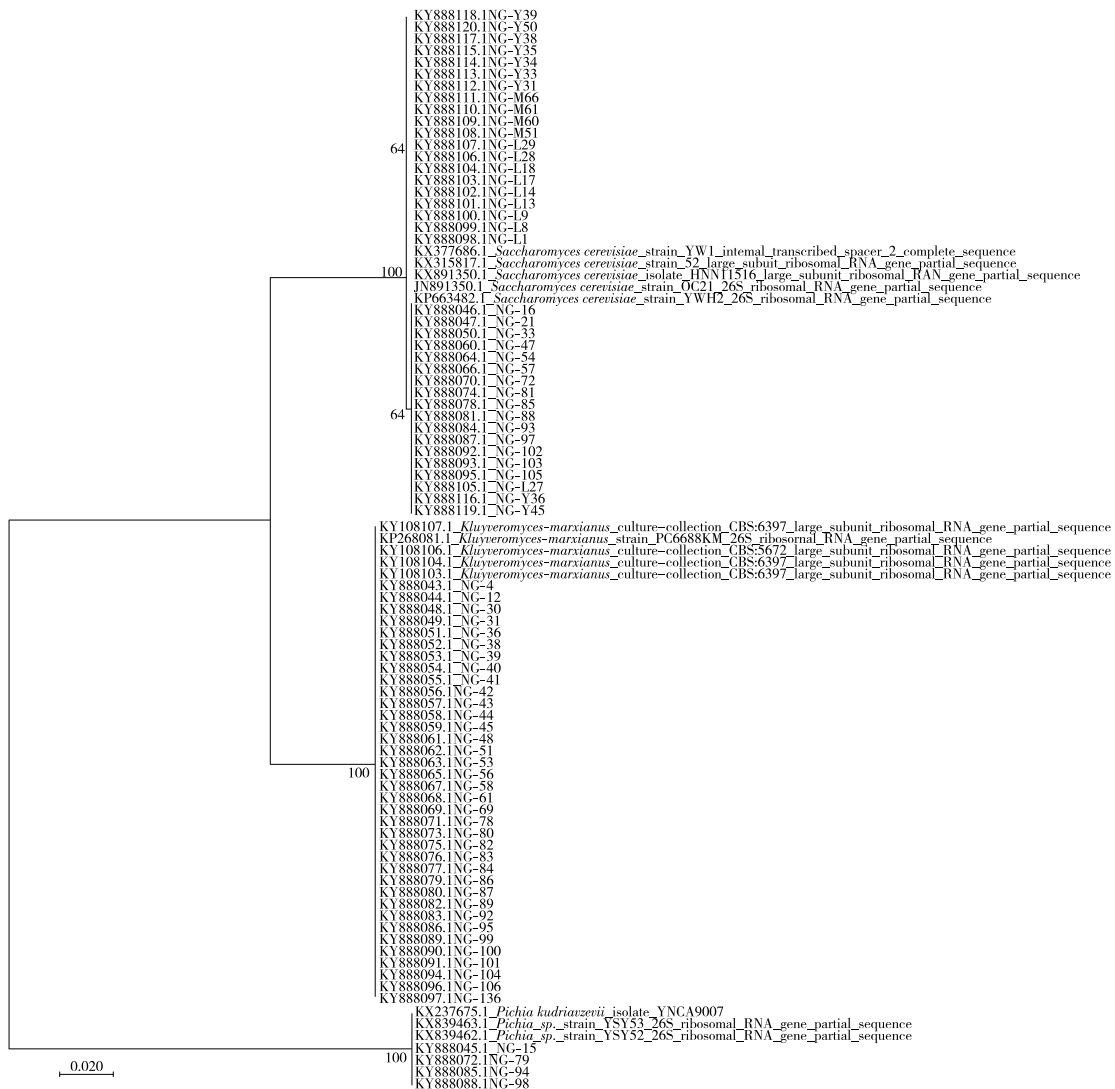 KY888118.1NG-Y39
KY888120.1NG-Y50
KY888117.1NG-Y38
KY888115.1NG-Y35
KY888114.1NG-Y34
KY888113.1NG-Y33
KY888112.1NG-Y31
KY888111.1NG-M66
KY888110.1NG-M61
KY888109.1NG-M60
KY888108.1NG-M51
KY888107.1NG-L29
64
KY888106.1NG-L28
KY888104.1NG-L18
KY888103.1NG-L17
KY888102.1NG-L14
KY888101.1NG-L13
KY888100.1NG-L9
KY888099.1NG-L8
KY888098.1NG-L1
KX377686.1_Saccharomyces cerevisiae_strain_YW1_intemal_transcribed_spacer_2_complete_sequence
KX315817.1_Saccharomyces cerevisiae_strain_52_large_subuit_ribosomal_RNA_gene_partial_sequence
100
KX891350.1_Saccharomyces cerevisiae_isolate_HNN11516_large_subunit_ribosomal_RAN_gene_partial_sequence
JN891350.1_Saccharomyces cerevisiae_strain_OC21_26S_ribosomal_RNA_gene_partial_sequence
KP663482.1_Saccharomyces cerevisiae_strain_YWH2_26S_ribosomal_RNA_gene_partial_sequence
KY888046.1_NG-16
KY888047.1_NG-21
KY888050.1_NG-33
KY888060.1_NG-47
KY888064.1_NG-54
KY888066.1_NG-57
KY888070.1_NG-72
KY888074.1_NG-81
KY888078.1_NG-85
64
KY888081.1_NG-88
KY888084.1_NG-93
KY888087.1_NG-97
KY888092.1_NG-102
KY888093.1_NG-103
KY888095.1_NG-105
KY888105.1_NG-L27
KY888116.1_NG-Y36
KY888119.1_NG-Y45
KY108107.1_Kluyveromyces-marxianus_culture-collection_CBS:6397_large_subunit_ribosomal_RNA_gene_partial_sequence
KP268081.1_Kluyveromyces-marxianus_strain_PC6688KM_26S_ribosornal_RNA_gene_partial_sequence
KY108106.1_Kluyveromyces-marxianus_culture-collection_CBS:5672_large_subunit_ribosomal_RNA_gene_partial_sequence
KY108104.1_Kluyveromyces-marxianus_culture-collection_CBS:6397_large_subunit_ribosomal_RNA_gene_partial_sequence
KY108103.1_Kluyveromyces-marxianus_culture-collection_CBS:6397_large_subunit_ribosomal_RNA_gene_partial_sequence
KY888043.1_NG-4
KY888044.1_NG-12
KY888048.1_NG-30
KY888049.1_NG-31
KY888051.1_NG-36
KY888052.1_NG-38
KY888053.1_NG-39
KY888054.1_NG-40
KY888055.1_NG-41
KY888056.1NG-42
KY888057.1NG-43
KY888058.1NG-44
KY888059.1NG-45
KY888061.1NG-48
KY888062.1NG-51
KY888063.1NG-53
100
KY888065.1NG-56
KY888067.1NG-58
KY888068.1NG-61
KY888069.1NG-69
KY888071.1NG-78
KY888073.1NG-80
KY888075.1NG-82
KY888076.1NG-83
KY888077.1NG-84
KY888079.1NG-86
KY888080.1NG-87
KY888082.1NG-89
KY888083.1NG-92
KY888086.1NG-95
KY888089.1NG-99
KY888090.1NG-100
KY888091.1NG-101
KY888094.1NG-104
KY888096.1NG-106
KY888097.1NG-136
KX237675.1_Pichia kudriavzevii_isolate_YNCA9007
KX839463.1_Pichia_sp._strain_YSY53_26S_ribosomal_RNA_gene_partial_sequence
KX839462.1_Pichia_sp._strain_YSY52_26S_ribosomal_RNA_gene_partial_sequence
KY888045.1_NG-15
100
KY888072.1NG-79
0.020
KY888085.1NG-94
KY888088.1NG-98